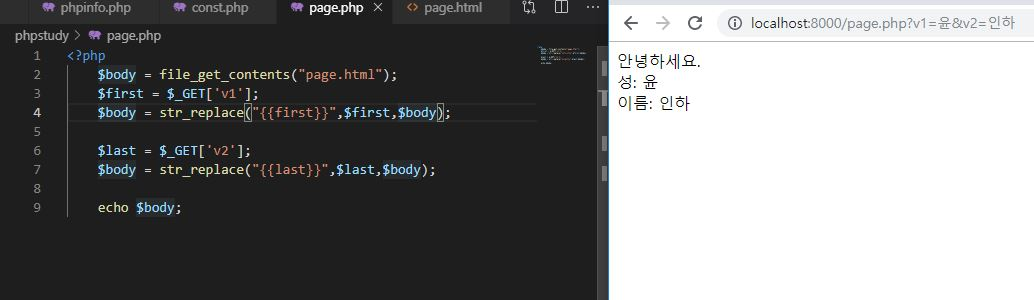 phpinfo.php const.php page.php page.html
phpstudy > page.php
1 <?php
2 $body = file_get_contents("page.html");
3 $first = $_GET['v1'];
4 $body = str_replace("{{first}}",$first,$body);
5
6 $last = $_GET['v2'];
7 $body = str_replace("{{last}}",$last,$body);
8
9 echo $body;
localhost:8000/page.php?v1=윤&v2=인하
안녕하세요.
성: 윤
이름: 인하